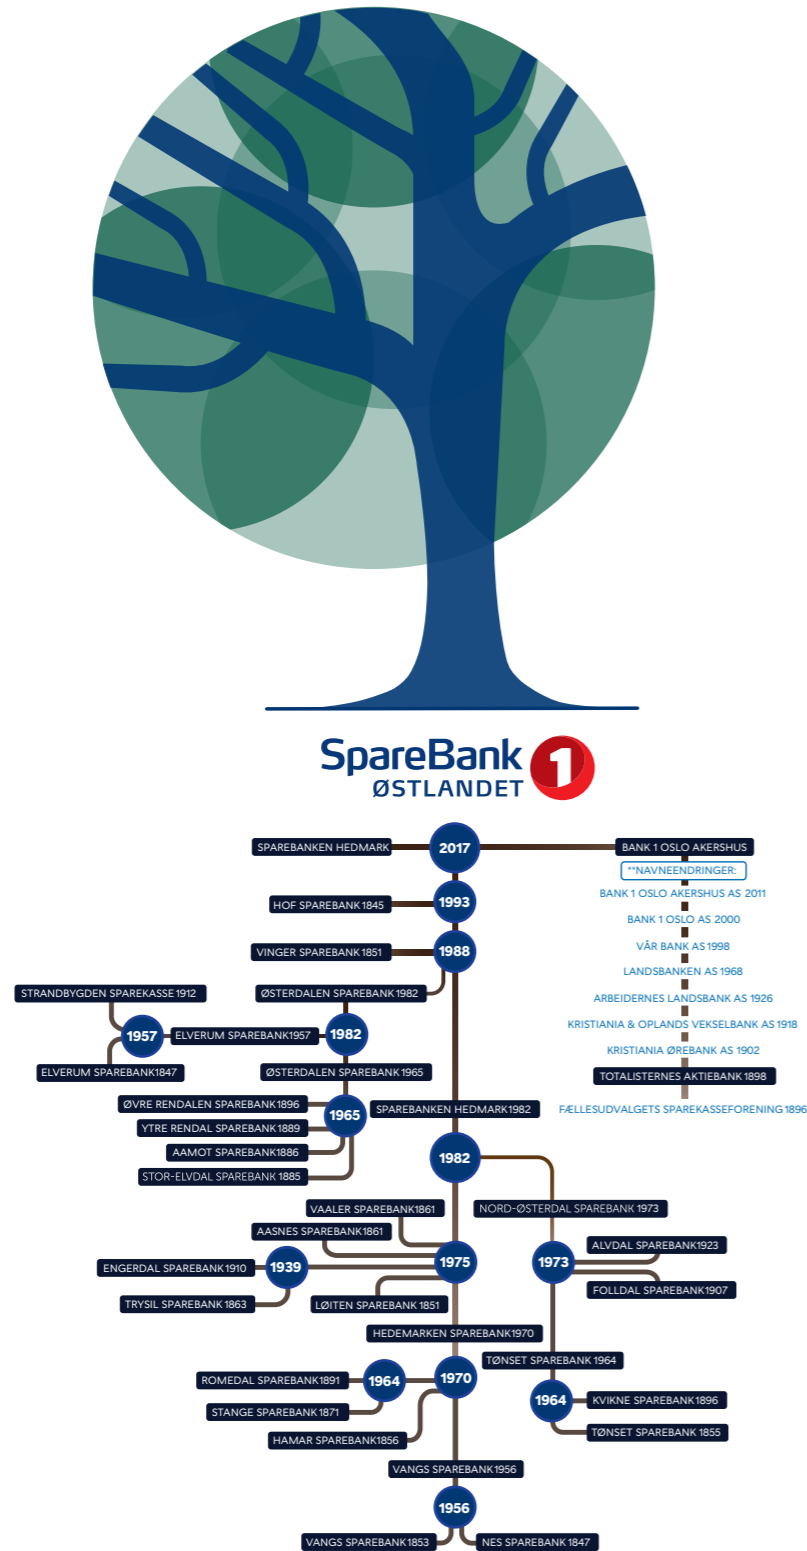 SpareBank 1
ØSTLANDET
SPAREBANKEN HEDMARK
2017
BANK 1 OSLO AKERSHUS
**NAVNEENDRINGER:
BANK 1 OSLO AKERSHUS AS 2011
HOF SPAREBANK 1845
1993
BANK 1 OSLO AS 2000
VINGER SPAREBANK 1851
1988
VÅR BANK AS 1998
LANDSBANKEN AS 1968
STRANDBYGDEN SPAREKASSE 1912
ØSTERDALEN SPAREBANK 1982
ARBEIDERNES LANDSBANK AS 1926
1957
ELVERUM SPAREBANK 1957
1982
KRISTIANIA & OPLANDS VEKSELBANK AS 1918
KRISTIANIA ØREBANK AS 1902
ELVERUM SPAREBANK 1847
ØSTERDALEN SPAREBANK 1965
TOTALISTERNES AKTIEBANK 1898
ØVRE RENDALEN SPAREBANK 1896
1965
SPAREBANKEN HEDMARK 1982
FÆLLESUDVALGETS SPAREKASSEFORENING 1896
YTRE RENDAL SPAREBANK 1889
AAMOT SPAREBANK 1886
STOR-ELVDAL SPAREBANK 1885
1982
VAALER SPAREBANK 1861
NORD-ØSTERDAL SPAREBANK 1973
AASNES SPAREBANK 1861
ALVDAL SPAREBANK 1923
ENGERDAL SPAREBANK 1910
1939
1975
1973
TRYSIL SPAREBANK 1863
LØITEN SPAREBANK 1851
FOLLDAL SPAREBANK 1907
HEDEMARKEN SPAREBANK 1970
TØNSET SPAREBANK 1964
ROMEDAL SPAREBANK 1891
1964
1970
1964
KVIKNE SPAREBANK 1896
STANGE SPAREBANK 1871
HAMAR SPAREBANK 1856
TØNSET SPAREBANK 1855
VANGS SPAREBANK 1956
1956
VANGS SPAREBANK 1853
NES SPAREBANK 1847